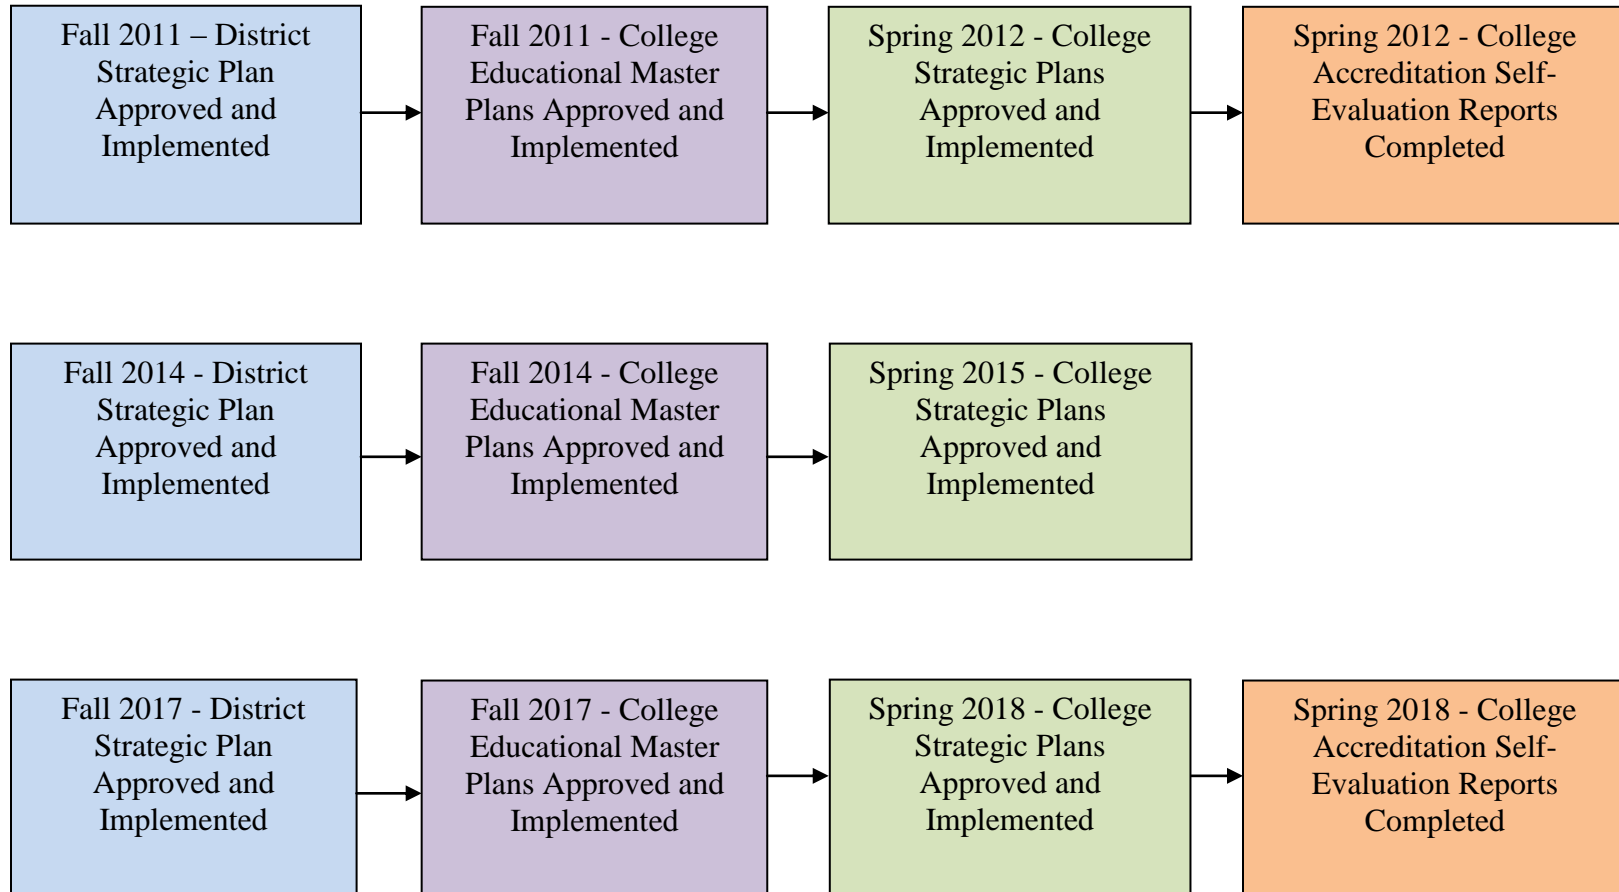 Fall 2011 – District
Strategic Plan
Approved and
Implemented
Fall 2011 - College
Educational Master
Plans Approved and
Implemented
Spring 2012 - College
Strategic Plans
Approved and
Implemented
Spring 2012 - College
Accreditation Self-
Evaluation Reports
Completed
Fall 2014 - District
Strategic Plan
Approved and
Implemented
Fall 2014 - College
Educational Master
Plans Approved and
Implemented
Spring 2015 - College
Strategic Plans
Approved and
Implemented
Fall 2017 - District
Strategic Plan
Approved and
Implemented
Fall 2017 - College
Educational Master
Plans Approved and
Implemented
Spring 2018 - College
Strategic Plans
Approved and
Implemented
Spring 2018 - College
Accreditation Self-
Evaluation Reports
Completed